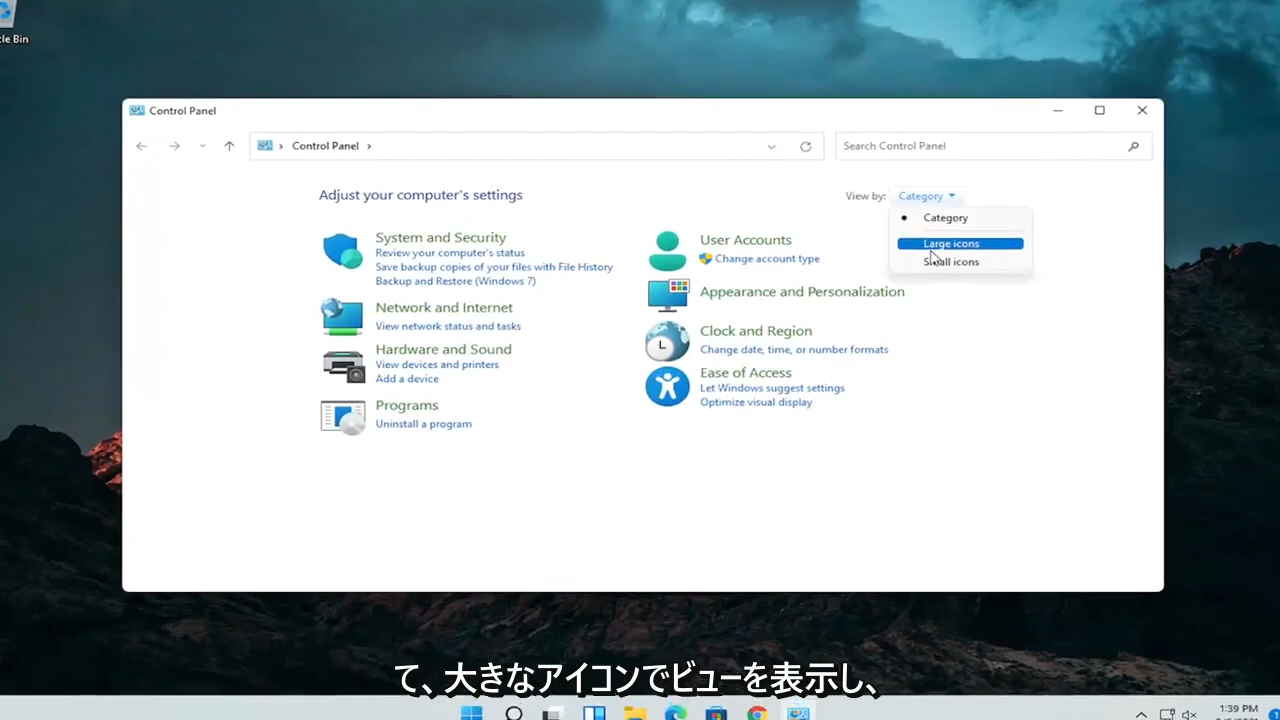 cle Bin
Control Panel
Control Panel
Search Control Panel
Adjust your computer's settings
View by: Category
Category
Large icons
Small icons
System and Security
Review your computer's status
Save backup copies of your files with File History
Backup and Restore (Windows 7)
Network and Internet
View network status and tasks
Hardware and Sound
View devices and printers
Add a device
Programs
Uninstall a program
User Accounts
Change account type
Appearance and Personalization
Clock and Region
Change date, time, or number formats
Ease of Access
Let Windows suggest settings
Optimize visual display
て、大きなアイコンでビューを表示し、
1:39 PM